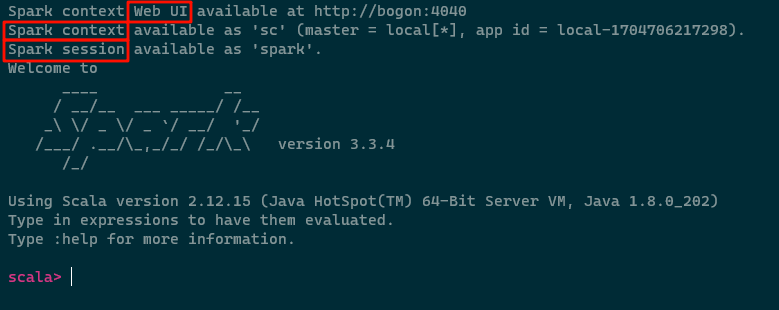 Spark context Web UI available at http://bogon:4040
Spark context available as 'sc' (master = local[*], app id = local-1704706217298).
Spark session available as 'spark'.
Welcome to
      ____              __
     / __/__  ___ _____/ /__
    _\ \/ _ \/ _ `/ __/  '_/
   /___/ .__/\_,_/_/ /_/\_\   version 3.3.4
      /_/
Using Scala version 2.12.15 (Java HotSpot(TM) 64-Bit Server VM, Java 1.8.0_202)
Type in expressions to have them evaluated.
Type :help for more information.
scala>